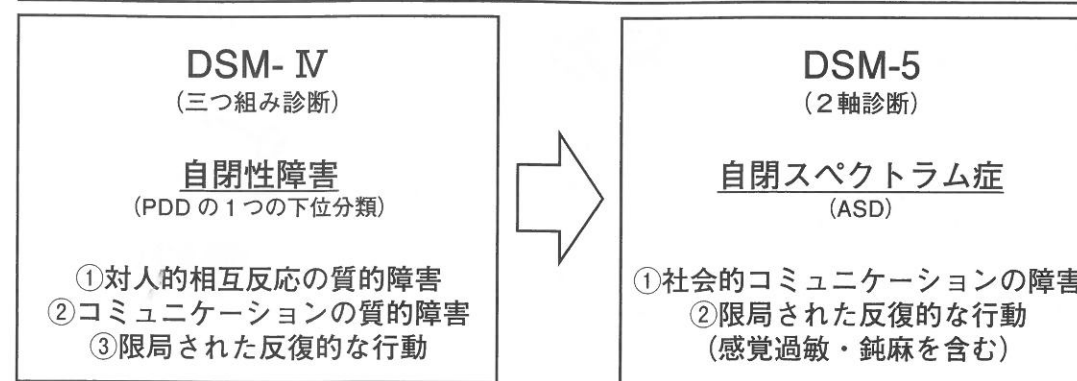 DSM- Ⅳ
(三つ組み診断)
自閉性障害
(PDD の 1 つの下位分類)
①対人的相互反応の質的障害
②コミュニケーションの質的障害
③限局された反復的な行動
DSM-5
(2軸診断)
自閉スペクトラム症
(ASD)
①社会的コミュニケーションの障害
②限局された反復的な行動
(感覚過敏・鈍麻を含む)